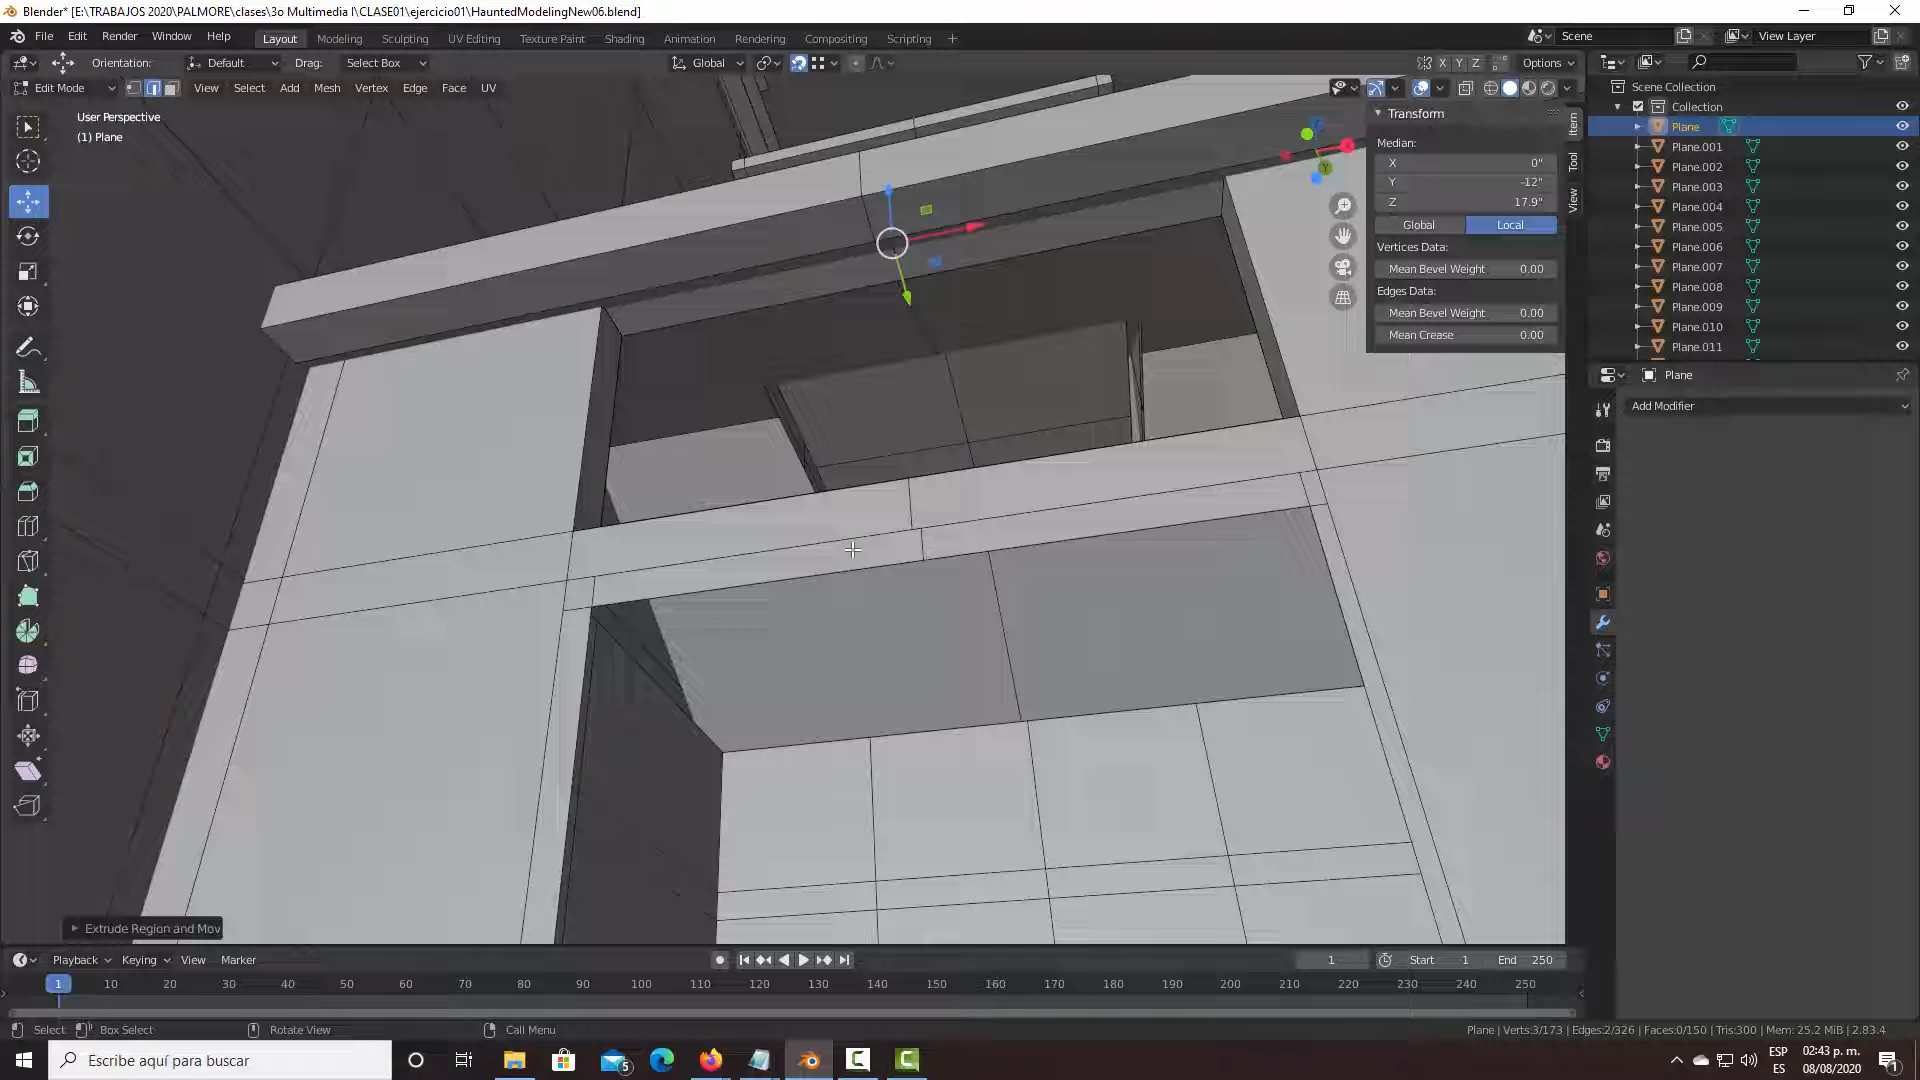 Blender* [E:\TRABAJOS 2020\PALMORE\clases\3o Multimedia I\CLASE01\ejercicio01\HauntedModelingNew06.blend]
File Edit Render Window Help
Layout Modeling Sculpting UV Editing Texture Paint Shading Animation Rendering Compositing Scripting +
Scene View Layer
Orientation: Default Drag: Select Box Global X Y Z Options
Edit Mode View Select Add Mesh Vertex Edge Face UV
User Perspective
(1) Plane
Transform
Median:
X 0"
Y -12"
Z 17.9"
Global Local
Vertices Data:
Mean Bevel Weight 0.00
Edges Data:
Mean Bevel Weight 0.00
Mean Crease 0.00
Item
Tool
View
Y
Scene Collection
Collection
Plane
Plane.001
Plane.002
Plane.003
Plane.004
Plane.005
Plane.006
Plane.007
Plane.008
Plane.009
Plane.010
Plane.011
Plane
Add Modifier
Extrude Region and Mov
Playback Keying View Marker 1 Start 1 End 250
1 10 20 30 40 50 60 70 80 90 100 110 120 130 140 150 160 170 180 190 200 210 220 230 240 250
Select Box Select Rotate View Call Menu
Plane | Verts:3/173 | Edges:2/326 | Faces:0/150 | Tris:300 | Mem: 25.2 MiB | 2.83.4
Escribe aquí para buscar
5
ESP
ES
02:43 p. m.
08/08/2020
1